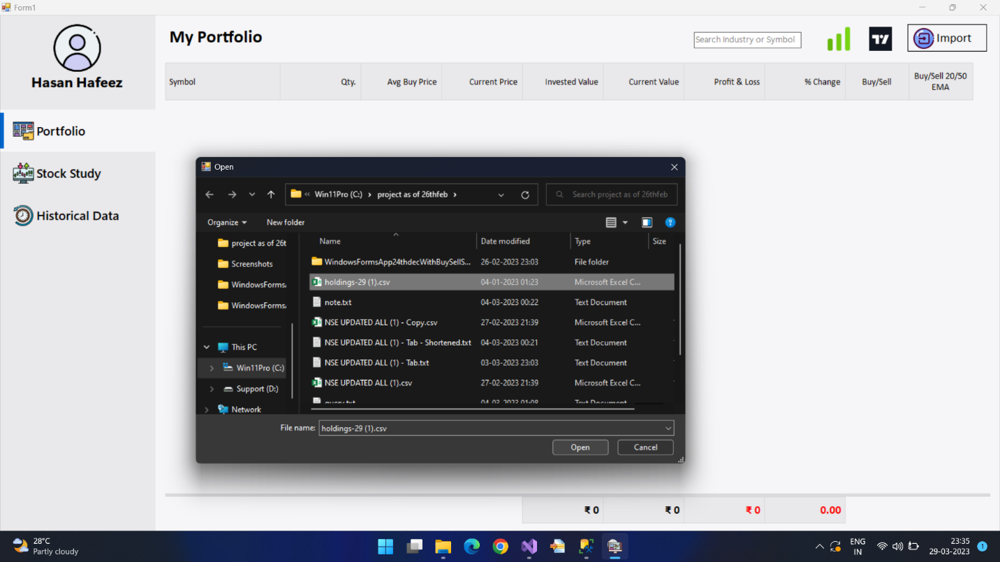 Form1
Hasan Hafeez
Portfolio
Stock Study
Historical Data
My Portfolio
Search Industry or Symbol
Import
Symbol Qty. Avg Buy Price Current Price Invested Value Current Value Profit & Loss % Change Buy/Sell Buy/Sell 20/50
EMA
Open
« Win11Pro (C:) › project as of 26thfeb ›
Search project as of 26thfeb
Organize New folder
project as of 26t
Screenshots
WindowsForms
WindowsForms
This PC
Win11Pro (C:)
Support (D:)
Network
Name Date modified Type Size
WindowsFormsApp24thdecWithBuySellS... 26-02-2023 23:03 File folder
holdings-29 (1).csv 04-01-2023 01:23 Microsoft Excel C...
note.txt 04-03-2023 00:22 Text Document
NSE UPDATED ALL (1) - Copy.csv 27-02-2023 21:39 Microsoft Excel C...
NSE UPDATED ALL (1) - Tab - Shortened.txt 04-03-2023 00:21 Text Document
NSE UPDATED ALL (1) - Tab.txt 03-03-2023 23:03 Text Document
NSE UPDATED ALL (1).csv 27-02-2023 21:39 Microsoft Excel C...
query.txt 04-03-2023 01:08 Text Document
File name: holdings-29 (1).csv
Open Cancel
₹ 0 ₹ 0 ₹ 0 0.00
28°C
Partly cloudy
ENG
IN
23:35
29-03-2023
1